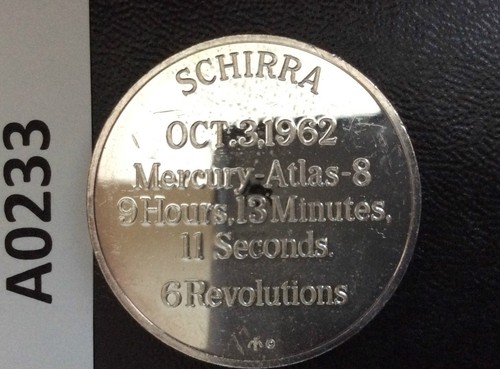 A0233
SCHIRRA
OCT.3,1962
Mercury-Atlas-8
9 Hours, 13 Minutes,
11 Seconds.
6 Revolutions